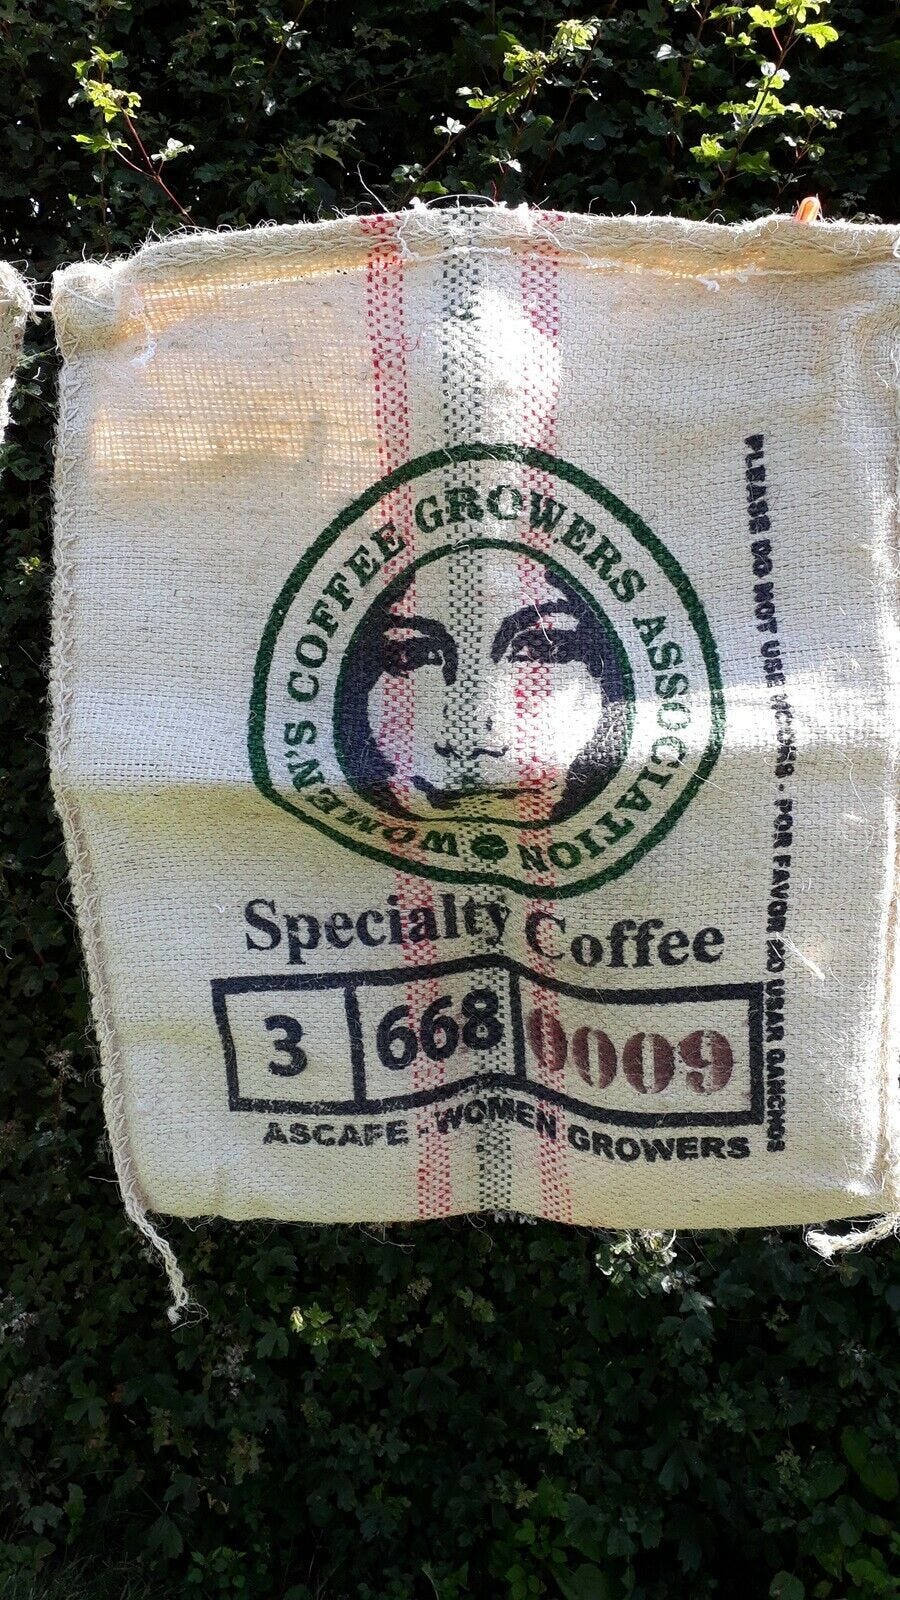 WOMEN'S COFFEE GROWERS ASSOCIATION
Specialty Coffee
3 668 0009
ASCAFE - WOMEN GROWERS
PLEASE DO NOT USE HOOKS - POR FAVOR NO USAR GANCHOS